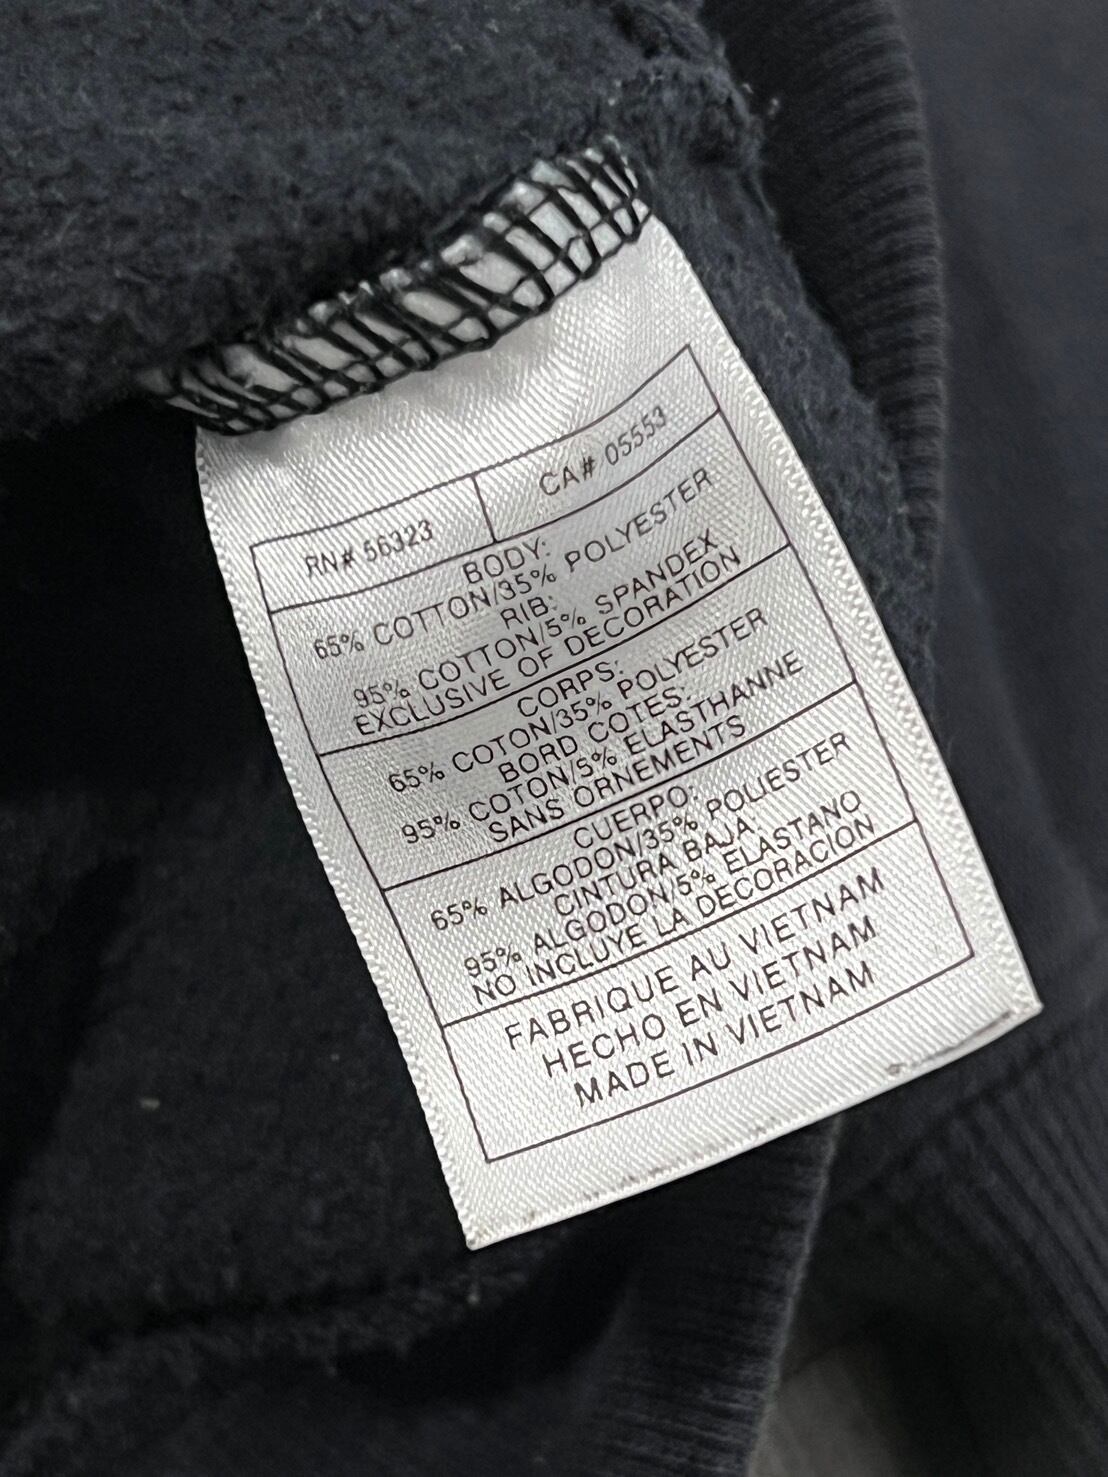 RN# 56323 CA# 05553
BODY:
65% COTTON/35% POLYESTER
RIB:
95% COTTON/5% SPANDEX
EXCLUSIVE OF DECORATION
CORPS:
65% COTON/35% POLYESTER
BORD COTES:
95% COTON/5% ELASTHANNE
SANS ORNEMENTS
CUERPO:
65% ALGODON/35% POLIESTER
CINTURA BAJA:
95% ALGODON/5% ELASTANO
NO INCLUYE LA DECORACION
FABRIQUE AU VIETNAM
HECHO EN VIETNAM
MADE IN VIETNAM